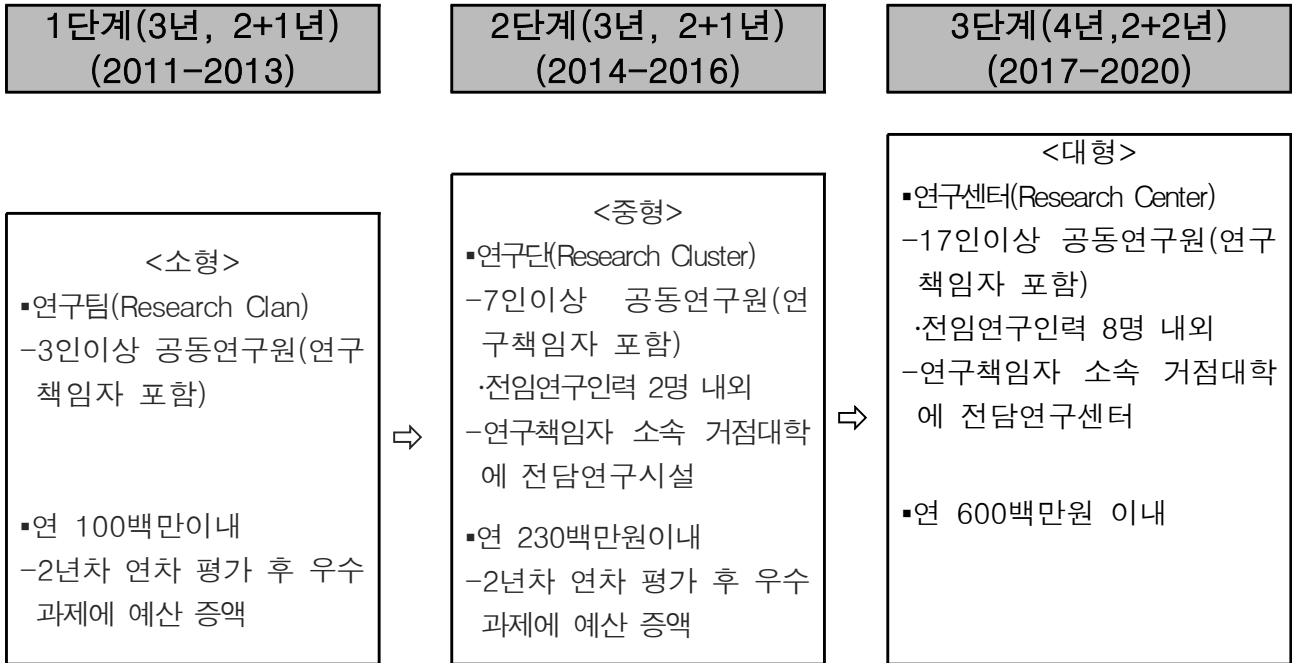 1단계(3년, 2+1년)
(2011-2013)
2단계(3년, 2+1년)
(2014-2016)
3단계(4년,2+2년)
(2017-2020)
<소형>
▪연구팀(Research Clan)
-3인이상 공동연구원(연구
책임자 포함)
▪연 100백만이내
-2년차 연차 평가 후 우수
과제에 예산 증액
⇨
<중형>
▪연구단(Research Cluster)
-7인이상 공동연구원(연
구책임자 포함)
·전임연구인력 2명 내외
-연구책임자 소속 거점대학
에 전담연구시설
▪연 230백만원이내
-2년차 연차 평가 후 우수
과제에 예산 증액
⇨
<대형>
▪연구센터(Research Center)
-17인이상 공동연구원(연구
책임자 포함)
·전임연구인력 8명 내외
-연구책임자 소속 거점대학
에 전담연구센터
▪연 600백만원 이내